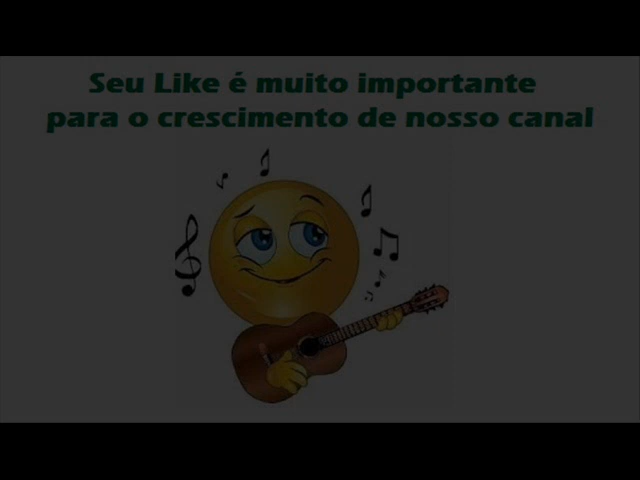 Seu Like é muito importante
para o crescimento de nosso canal